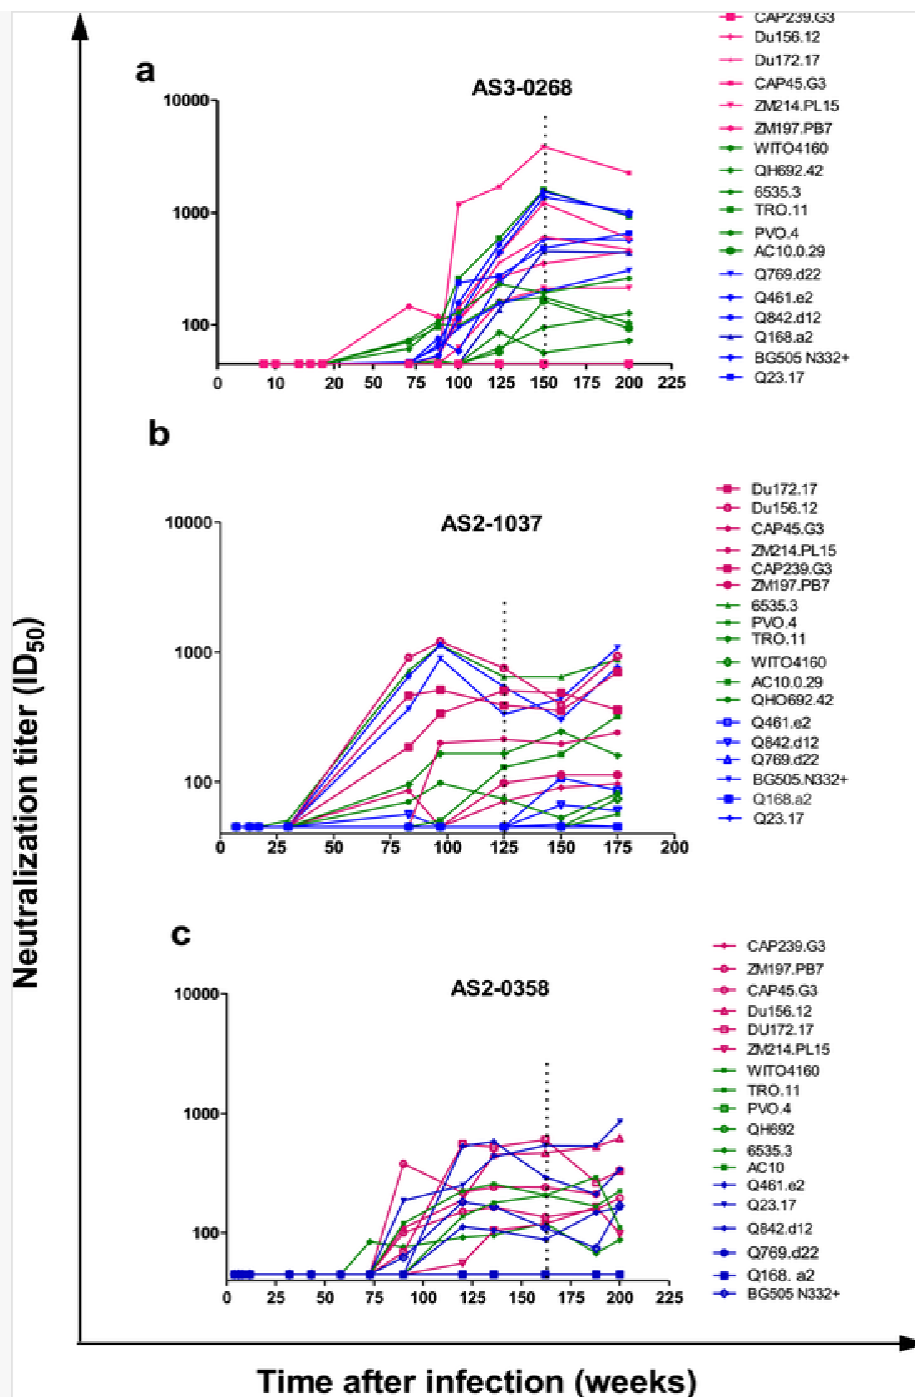 CAP239.G3
Du156.12
Du172.17
CAP45.G3
ZM214.PL15
ZM197.PB7
WITO4160
QH692.42
6535.3
TRO.11
PVO.4
AC10.0.29
Q769.d22
Q461.e2
Q842.d12
Q168.a2
BG505 N332+
Q23.17
a
AS3-0268
10000
1000
100
0 10 20 50 75 100 125 150 175 200 225
b
AS2-1037
10000
1000
100
0 25 50 75 100 125 150 175 200
Du172.17
Du156.12
CAP45.G3
ZM214.PL15
CAP239.G3
ZM197.PB7
6535.3
PVO.4
TRO.11
WITO4160
AC10.0.29
QHO692.42
Q461.e2
Q842.d12
Q769.d22
BG505.N332+
Q168.a2
Q23.17
Neutralization titer (ID50)
c
AS2-0358
10000
1000
100
0 25 50 75 100 125 150 175 200 225
CAP239.G3
ZM197.PB7
CAP45.G3
Du156.12
DU172.17
ZM214.PL15
WITO4160
TRO.11
PVO.4
QH692
6535.3
AC10
Q461.e2
Q23.17
Q842.d12
Q769.d22
Q168. a2
BG505 N332+
Time after infection (weeks)